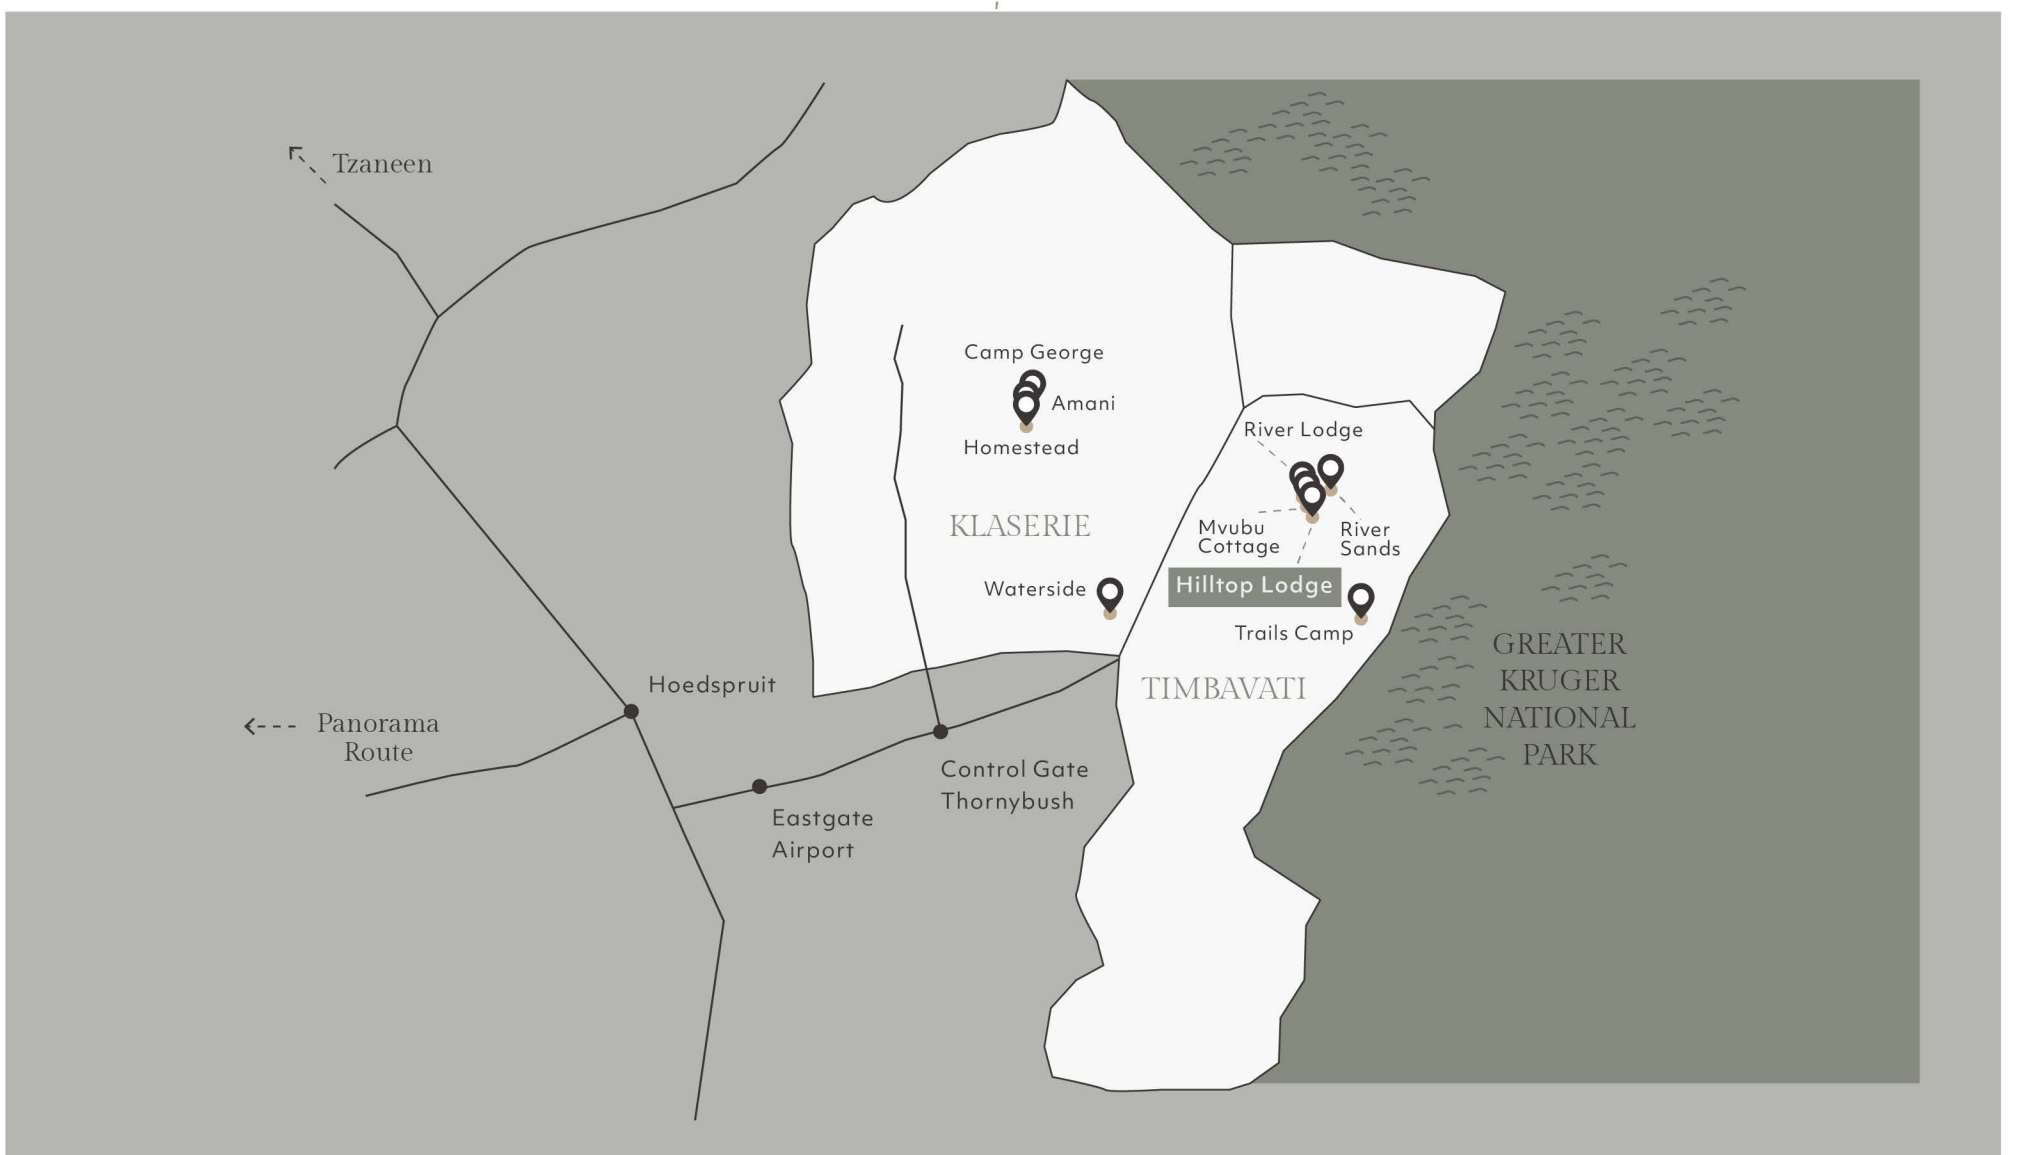 Tzaneen
Camp George
Amani
Homestead
River Lodge
KLASERIE
Mvubu
Cottage
River
Sands
Waterside
Hilltop Lodge
Trails Camp
GREATER
KRUGER
NATIONAL
PARK
Hoedspruit
TIMBAVATI
Panorama
Route
Control Gate
Thornybush
Eastgate
Airport